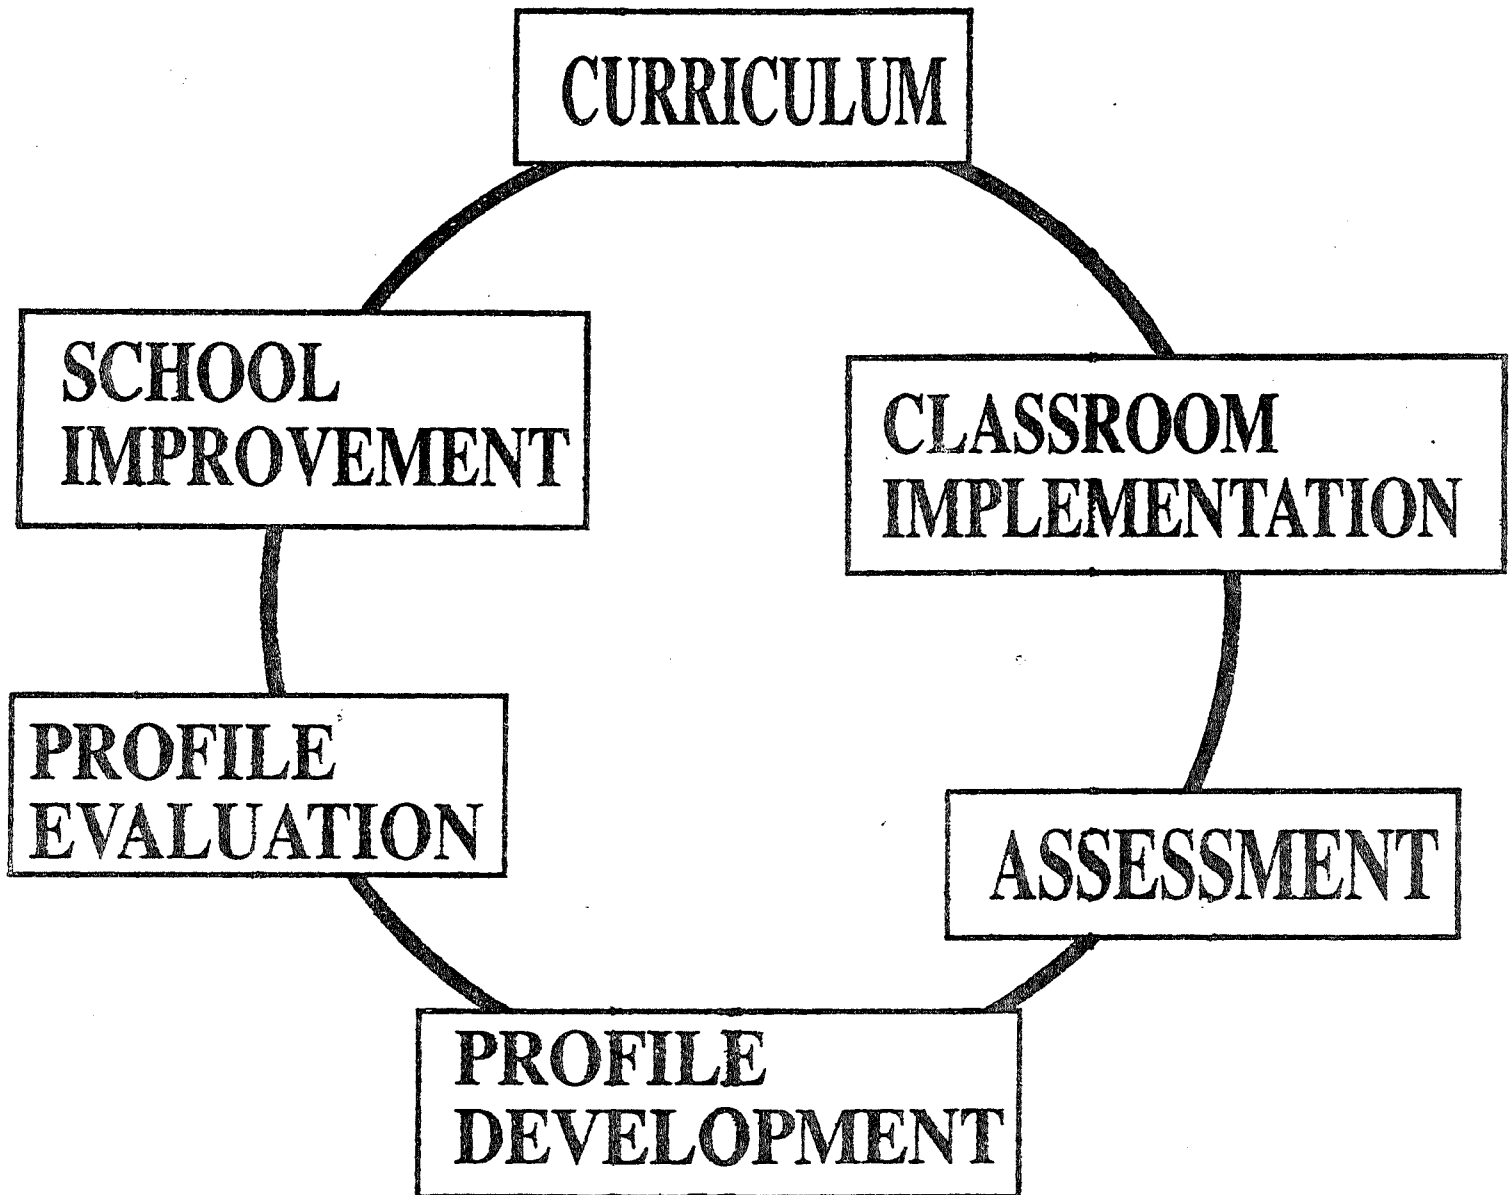 CURRICULUM
SCHOOL
IMPROVEMENT
CLASSROOM
IMPLEMENTATION
PROFILE
EVALUATION
ASSESSMENT
PROFILE
DEVELOPMENT